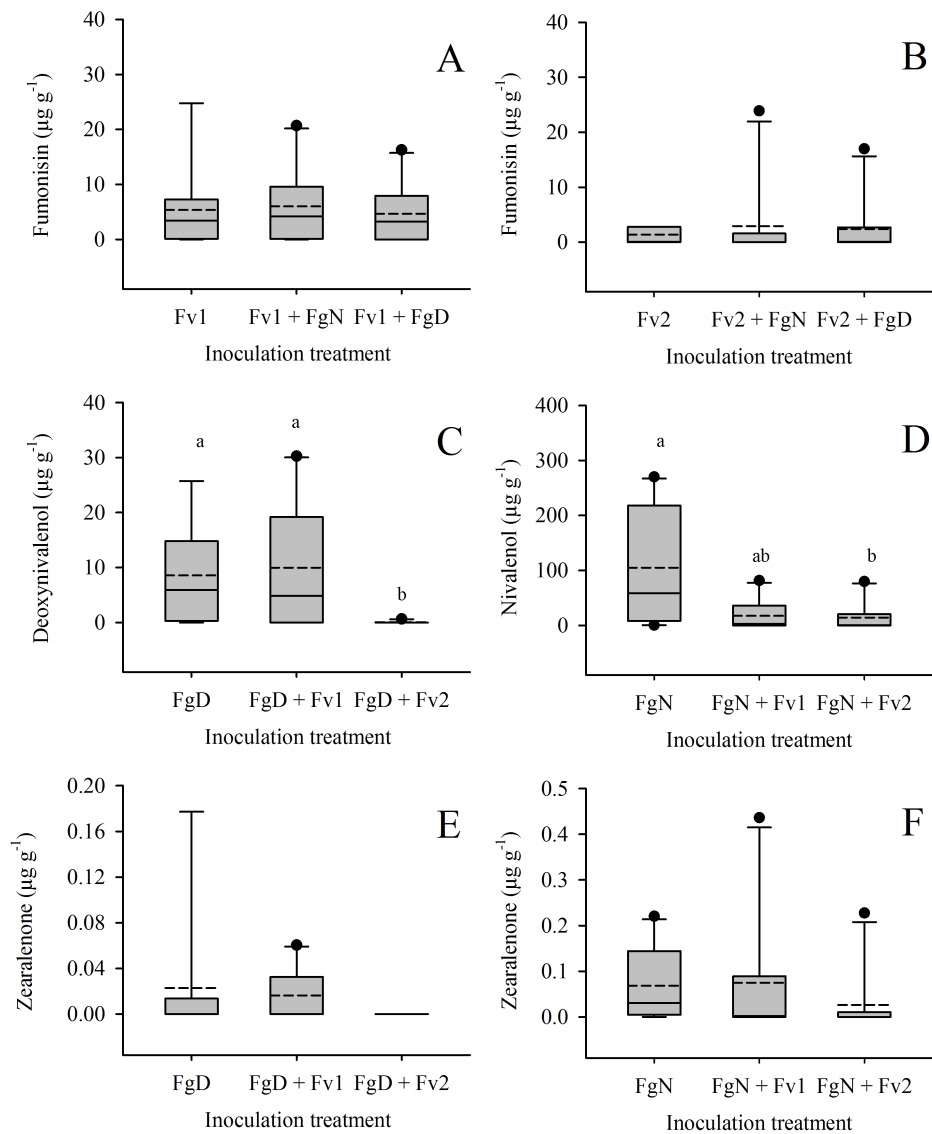 A
Fumonisin (µg g-1)
40
30
20
10
0
Fv1 Fv1 + FgN Fv1 + FgD
Inoculation treatment
B
Fumonisin (µg g-1)
40
30
20
10
0
Fv2 Fv2 + FgN Fv2 + FgD
Inoculation treatment
C
Deoxynivalenol (µg g-1)
40
30
20
10
0
a a b
FgD FgD + Fv1 FgD + Fv2
Inoculation treatment
D
Nivalenol (µg g-1)
400
300
200
100
0
a ab b
FgN FgN + Fv1 FgN + Fv2
Inoculation treatment
E
Zearalenone (µg g-1)
0.20
0.16
0.12
0.08
0.04
0.00
FgD FgD + Fv1 FgD + Fv2
Inoculation treatment
F
Zearalenone (µg g-1)
0.5
0.4
0.3
0.2
0.1
0.0
FgN FgN + Fv1 FgN + Fv2
Inoculation treatment